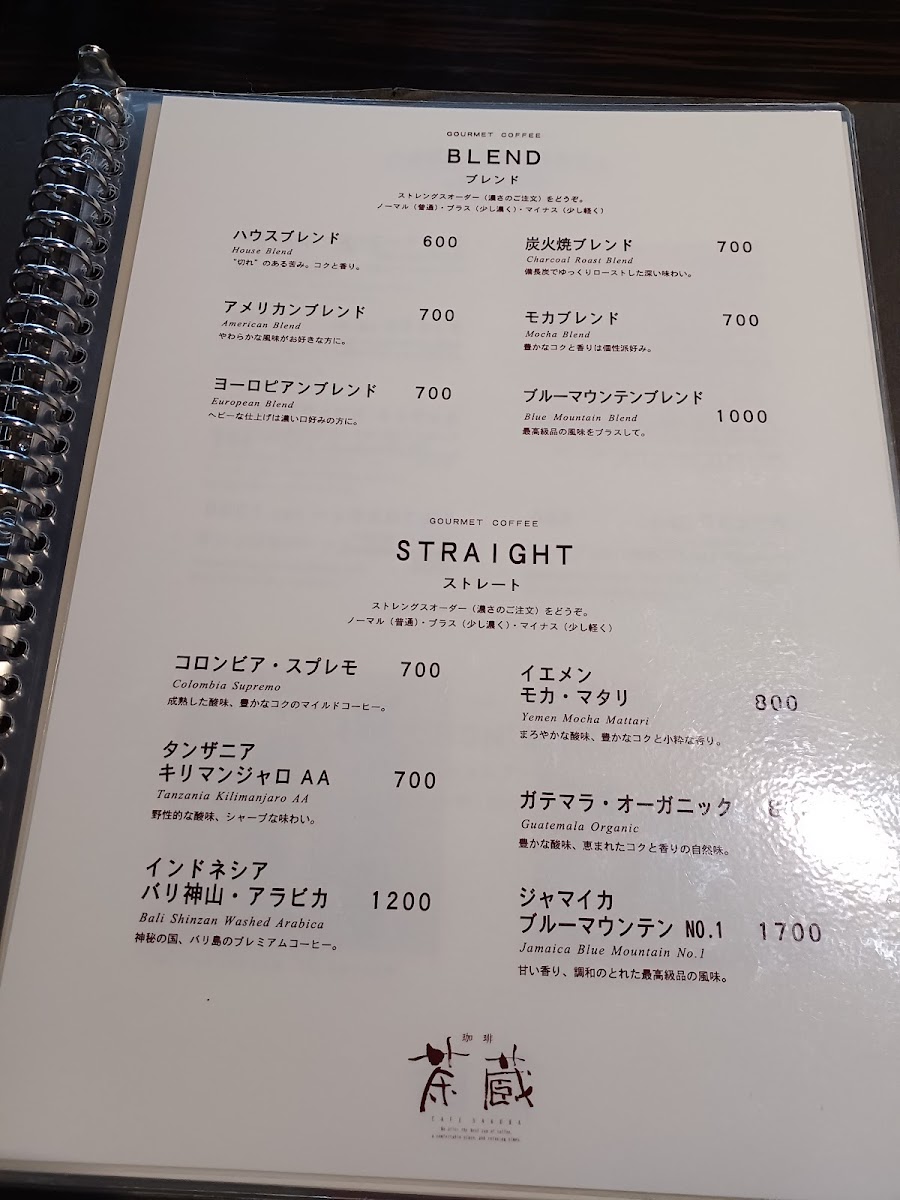 GOURMET COFFEE
BLEND
ブレンド
ストレングスオーダー（濃さのご注文）をどうぞ。
ノーマル（普通）・プラス（少し濃く）・マイナス（少し軽く）
ハウスブレンド 600
House Blend
"切れ"のある苦み。コクと香り。
アメリカンブレンド 700
American Blend
やわらかな風味がお好きな方に。
ヨーロピアンブレンド 700
European Blend
ヘビーな仕上げは濃い口好みの方に。
炭火焼ブレンド 700
Charcoal Roast Blend
備長炭でゆっくりローストした深い味わい。
モカブレンド 700
Mocha Blend
豊かなコクと香りは個性派好み。
ブルーマウンテンブレンド
Blue Mountain Blend 1000
最高級品の風味をプラスして。
GOURMET COFFEE
STRAIGHT
ストレート
ストレングスオーダー（濃さのご注文）をどうぞ。
ノーマル（普通）・プラス（少し濃く）・マイナス（少し軽く）
コロンビア・スプレモ 700
Colombia Supremo
成熟した酸味、豊かなコクのマイルドコーヒー。
タンザニア
キリマンジャロ AA 700
Tanzania Kilimanjaro AA
野性的な酸味、シャープな味わい。
インドネシア
バリ神山・アラビカ 1200
Bali Shinzan Washed Arabica
神秘の国、バリ島のプレミアムコーヒー。
イエメン
モカ・マタリ 800
Yemen Mocha Mattari
まろやかな酸味、豊かなコクと小粋な香り。
ガテマラ・オーガニック
Guatemala Organic
豊かな酸味、恵まれたコクと香りの自然味。
ジャマイカ
ブルーマウンテン NO.1 1700
Jamaica Blue Mountain No.1
甘い香り、調和のとれた最高級品の風味。
珈琲
茶蔵